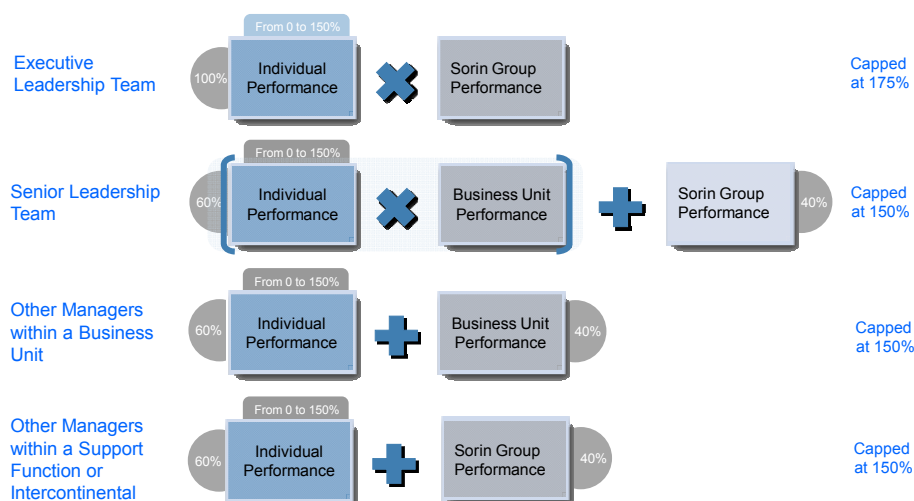 From 0 to 150%
Executive
Leadership Team
100%
Individual
Performance
Sorin Group
Performance
Capped
at 175%
From 0 to 150%
Senior Leadership
Team
60%
Individual
Performance
Business Unit
Performance
Sorin Group
Performance
40%
Capped
at 150%
From 0 to 150%
Other Managers
within a Business
Unit
60%
Individual
Performance
Business Unit
Performance
40%
Capped
at 150%
From 0 to 150%
Other Managers
within a Support
Function or
Intercontinental
60%
Individual
Performance
Sorin Group
Performance
40%
Capped
at 150%